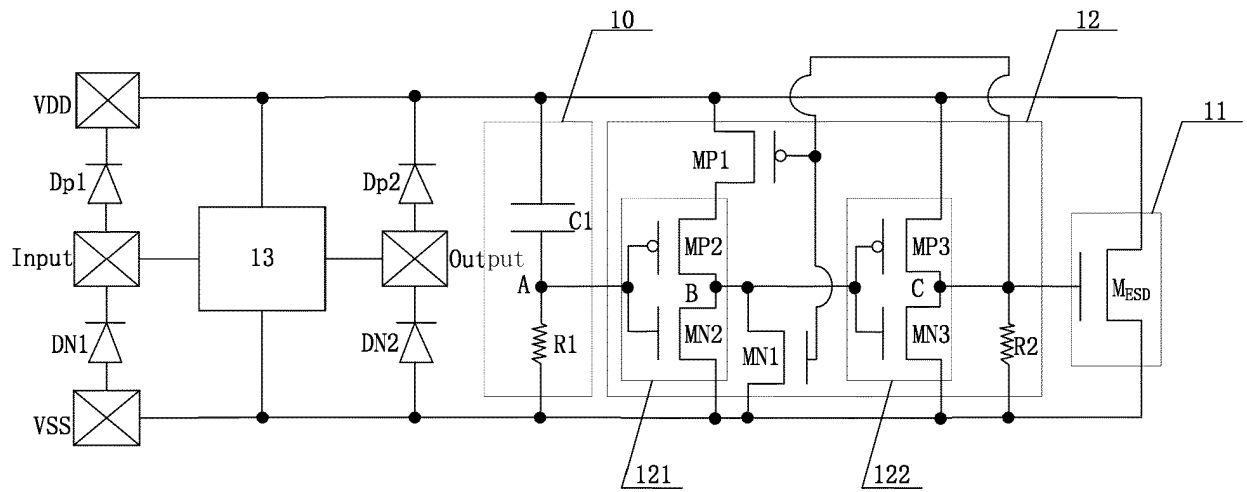 10
12
VDD
11
MP1
Dp1
Dp2
C1
MP2
MP3
Input
13
Output
A
B
C
M_ESD
DN1
DN2
R1
MN2
MN1
MN3
R2
VSS
121
122